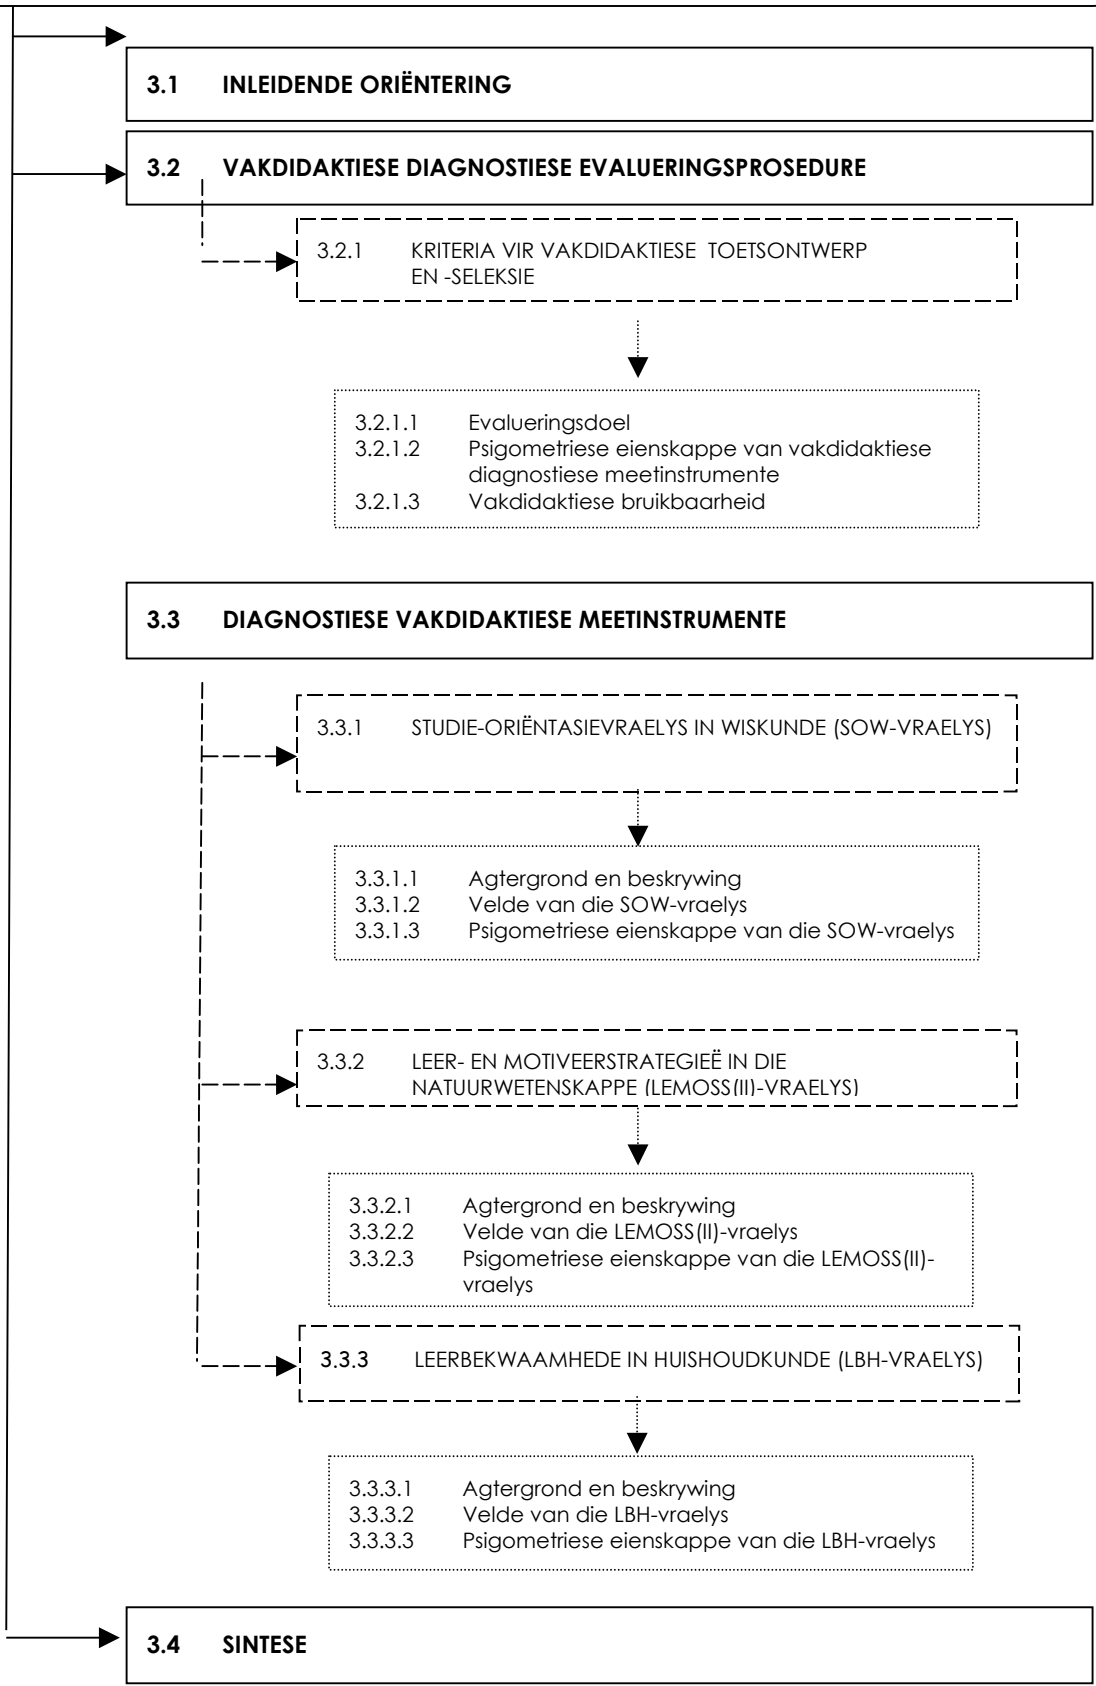 3.1 INLEIDENDE ORIËNTERING
3.2 VAKDIDAKTIESE DIAGNOSTIESE EVALUERINGSPROSEDURE
3.2.1 KRITERIA VIR VAKDIDAKTIESE TOETSONTWERP
EN -SELEKSIE
3.2.1.1 Evalueringsdoel
3.2.1.2 Psigometriese eienskappe van vakdidaktiese
diagnostiese meetinstrumente
3.2.1.3 Vakdidaktiese bruikbaarheid
3.3 DIAGNOSTIESE VAKDIDAKTIESE MEETINSTRUMENTE
3.3.1 STUDIE-ORIËNTASIEVRAELYS IN WISKUNDE (SOW-VRAELYS)
3.3.1.1 Agtergrond en beskrywing
3.3.1.2 Velde van die SOW-vraelys
3.3.1.3 Psigometriese eienskappe van die SOW-vraelys
3.3.2 LEER- EN MOTIVEERSTRATEGIEË IN DIE
NATUURWETENSKAPPE (LEMOSS(II)-VRAELYS)
3.3.2.1 Agtergrond en beskrywing
3.3.2.2 Velde van die LEMOSS(II)-vraelys
3.3.2.3 Psigometriese eienskappe van die LEMOSS(II)-
vraelys
3.3.3 LEERBEKWAAMHEDE IN HUISHOUDKUNDE (LBH-VRAELYS)
3.3.3.1 Agtergrond en beskrywing
3.3.3.2 Velde van die LBH-vraelys
3.3.3.3 Psigometriese eienskappe van die LBH-vraelys
3.4 SINTESE